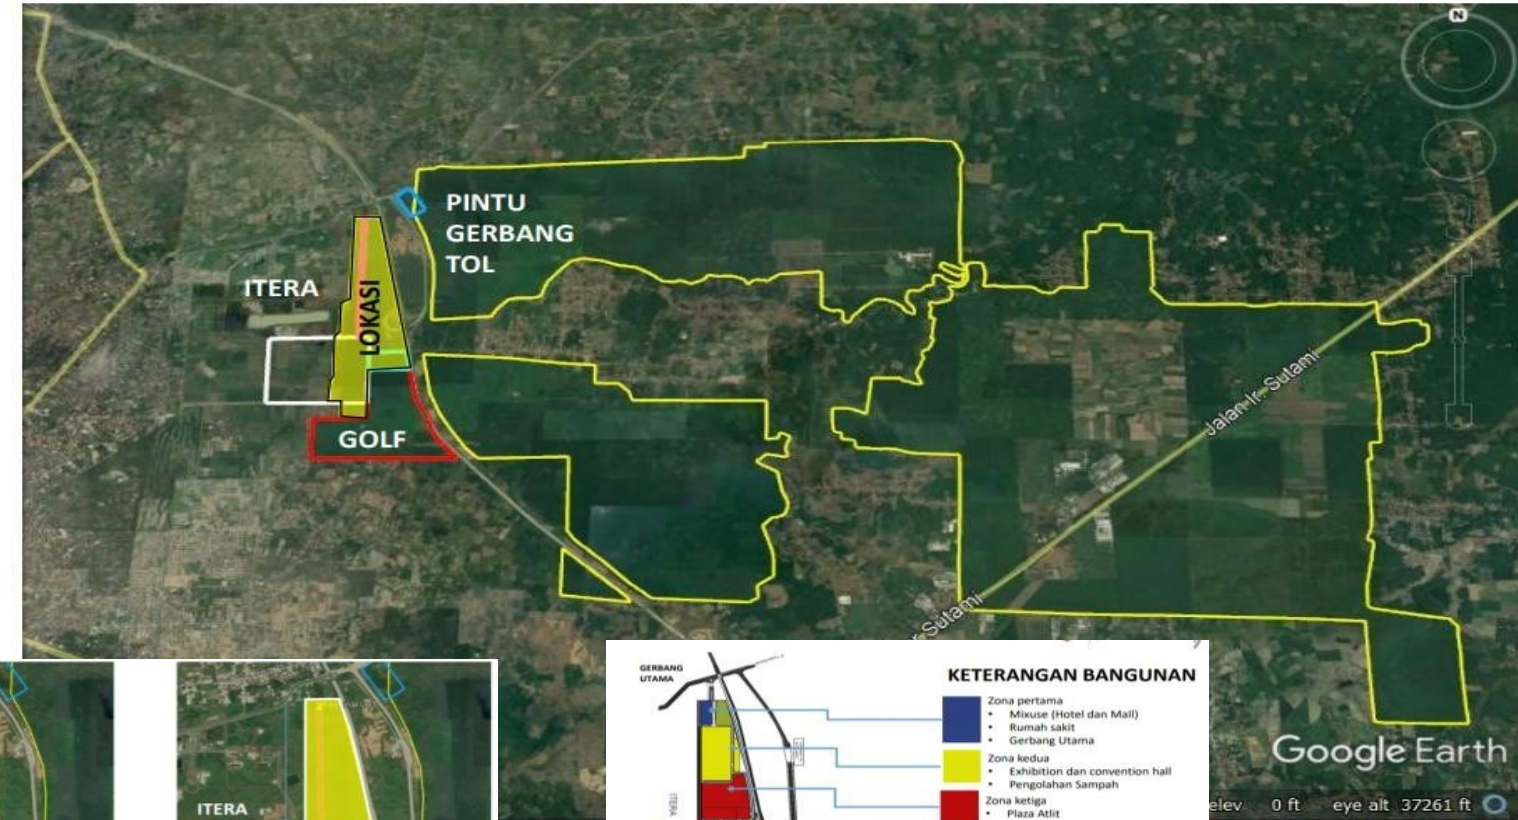 N
PINTU
GERBANG
TOL
ITERA
LOKASI
GOLF
Jalan Ir. Sutami
r. Sutami
Google Earth
elev 0 ft eye alt 37261 ft
ITERA
GERBANG
UTAMA
ITERA
KETERANGAN BANGUNAN
Zona pertama
• Mixuse (Hotel dan Mall)
• Rumah sakit
• Gerbang Utama
Zona kedua
• Exhibition dan convention hall
• Pengolahan Sampah
Zona ketiga
• Plaza Atlit